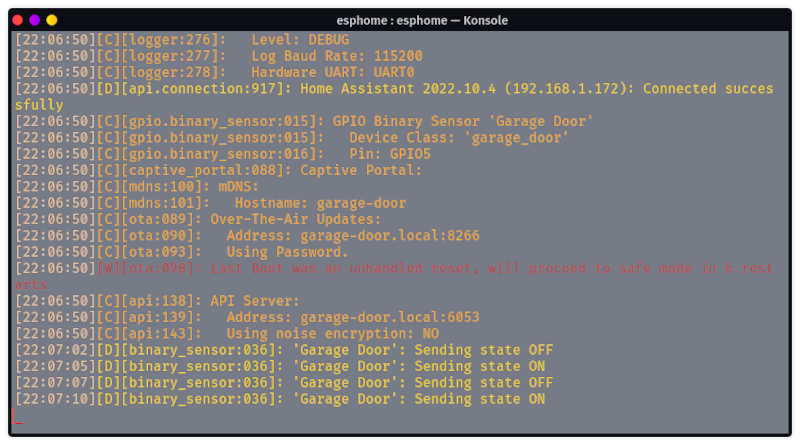 esphome : esphome — Konsole
[22:06:50][C][logger:276]:   Level: DEBUG
[22:06:50][C][logger:277]:   Log Baud Rate: 115200
[22:06:50][C][logger:278]:   Hardware UART: UART0
[22:06:50][D][api.connection:917]: Home Assistant 2022.10.4 (192.168.1.172): Connected succes
sfully
[22:06:50][C][gpio.binary_sensor:015]: GPIO Binary Sensor 'Garage Door'
[22:06:50][C][gpio.binary_sensor:015]:   Device Class: 'garage_door'
[22:06:50][C][gpio.binary_sensor:016]:   Pin: GPIO5
[22:06:50][C][captive_portal:088]: Captive Portal:
[22:06:50][C][mdns:100]: mDNS:
[22:06:50][C][mdns:101]:   Hostname: garage-door
[22:06:50][C][ota:089]: Over-The-Air Updates:
[22:06:50][C][ota:090]:   Address: garage-door.local:8266
[22:06:50][C][ota:093]:   Using Password.
[22:06:50][W][ota:098]: Last Boot was an unhandled reset, will proceed to safe mode in 6 rest
arts
[22:06:50][C][api:138]: API Server:
[22:06:50][C][api:139]:   Address: garage-door.local:6053
[22:06:50][C][api:143]:   Using noise encryption: NO
[22:07:02][D][binary_sensor:036]: 'Garage Door': Sending state OFF
[22:07:05][D][binary_sensor:036]: 'Garage Door': Sending state ON
[22:07:07][D][binary_sensor:036]: 'Garage Door': Sending state OFF
[22:07:10][D][binary_sensor:036]: 'Garage Door': Sending state ON